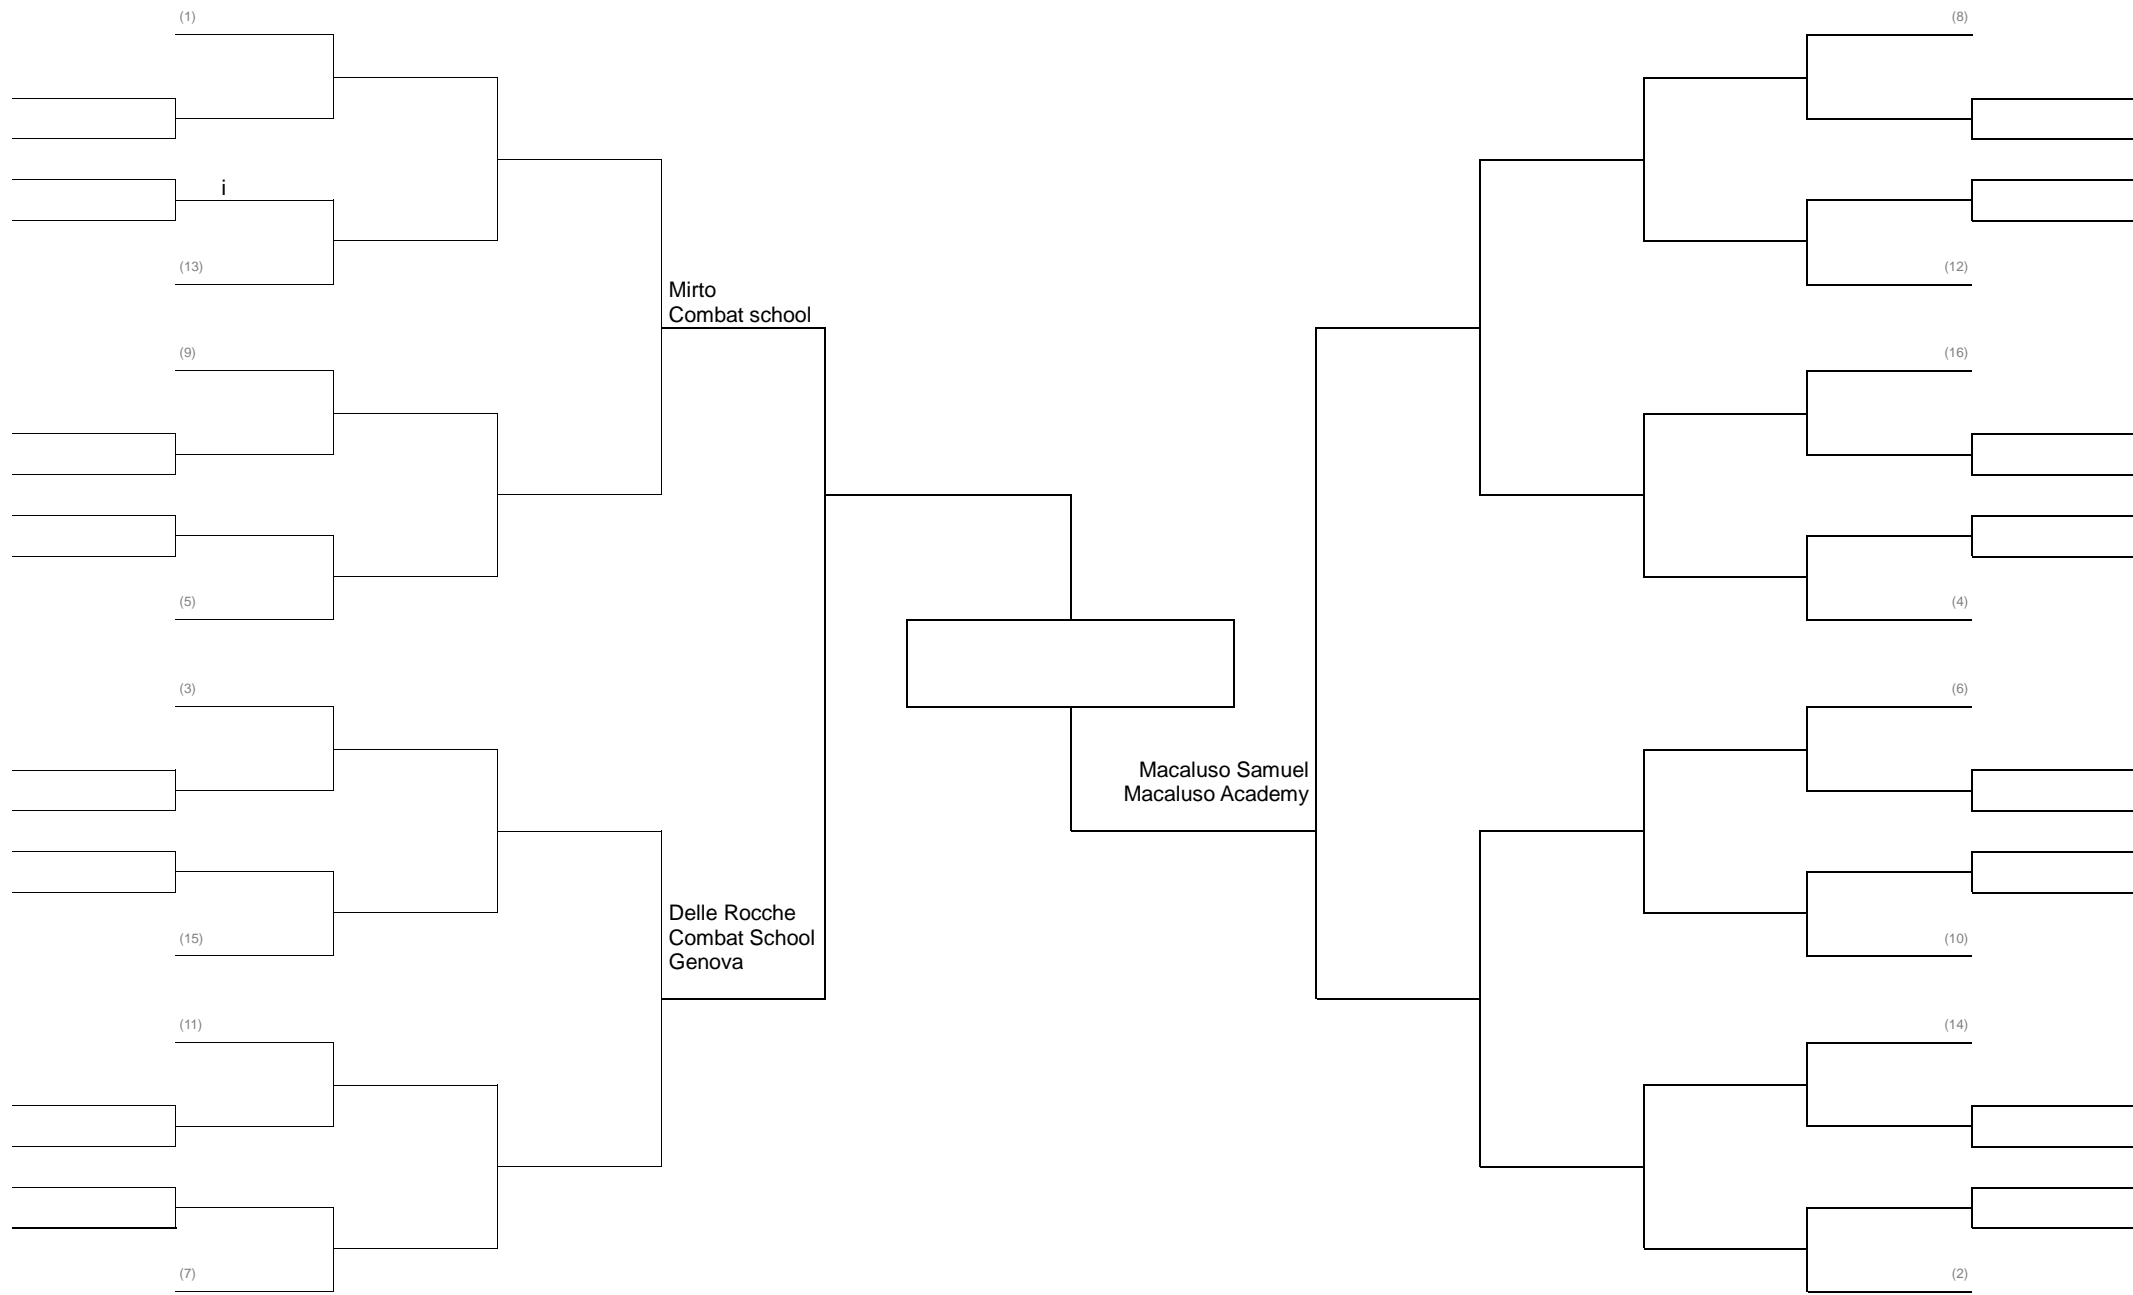 (1)
(8)
i
(13)
(12)
Mirto
Combat school
(9)
(16)
(5)
(4)
(3)
(6)
Macaluso Samuel
Macaluso Academy
Delle Rocche
Combat School
Genova
(15)
(10)
(11)
(14)
(7)
(2)